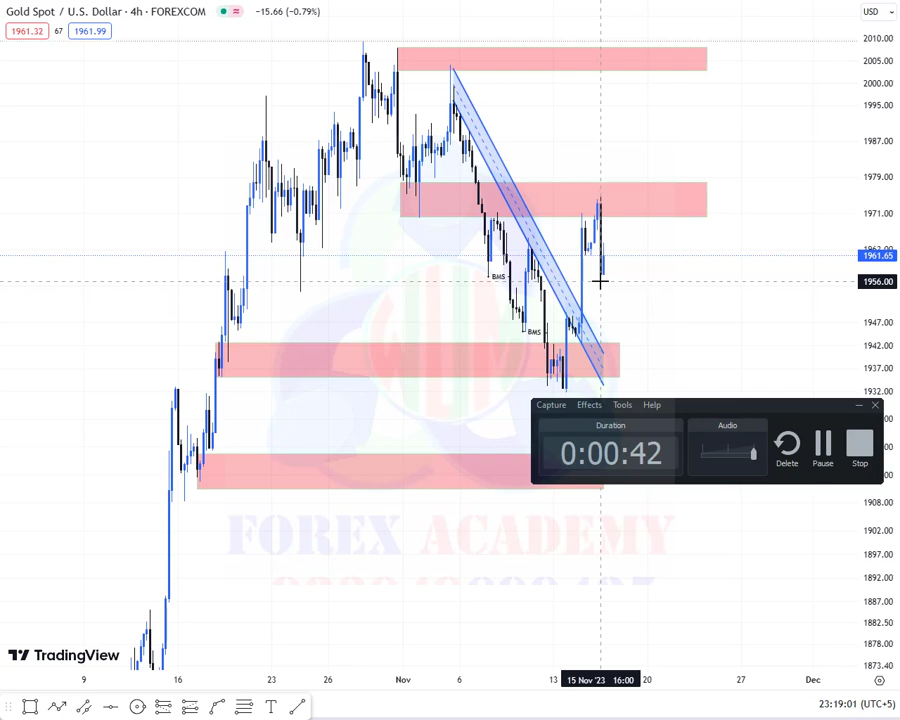 Gold Spot / U.S. Dollar · 4h · FOREXCOM −15.66 (−0.79%)
USD
1961.32 67 1961.99
2010.00
2005.00
2000.00
1995.00
1987.00
1979.00
1971.00
1961.65
1956.00
BMS
BMS
1947.00
1942.00
1937.00
1932.00
Capture Effects Tools Help
Duration Audio
0:00:42
Delete Pause Stop
1908.00
1902.00
1897.00
1892.00
1887.00
1882.50
1878.00
1873.40
FOREX ACADEMY
TradingView
9 16 23 26 Nov 6 13 15 Nov '23 16:00 20 27 Dec
23:19:01 (UTC+5)